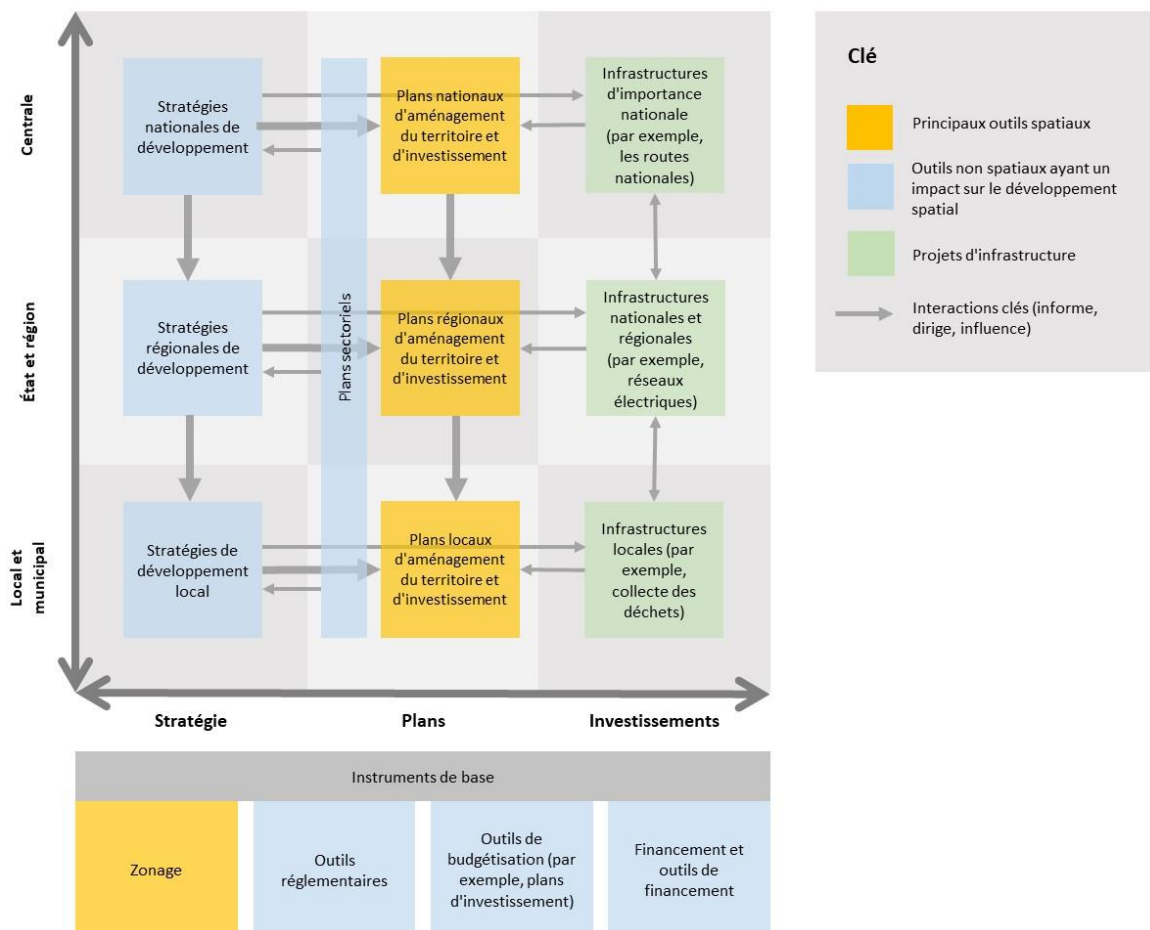 Centrale
Stratégies
nationales de
développement
Plans nationaux
d'aménagement
du territoire et
d'investissement
Infrastructures
d'importance
nationale
(par exemple,
les routes
nationales)
État et région
Stratégies
régionales de
développement
Plans sectoriels
Plans régionaux
d'aménagement
du territoire et
d'investissement
Infrastructures
nationales et
régionales
(par exemple,
réseaux
électriques)
Local et
municipal
Stratégies de
développement
local
Plans locaux
d'aménagement
du territoire et
d'investissement
Infrastructures
locales (par
exemple,
collecte des
déchets)
Stratégie
Plans
Investissements
Instruments de base
Zonage
Outils
réglementaires
Outils de
budgétisation (par
exemple, plans
d'investissement)
Financement et
outils de
financement
Clé
Principaux outils spatiaux
Outils non spatiaux ayant un
impact sur le développement
spatial
Projets d'infrastructure
Interactions clés (informe,
dirige, influence)